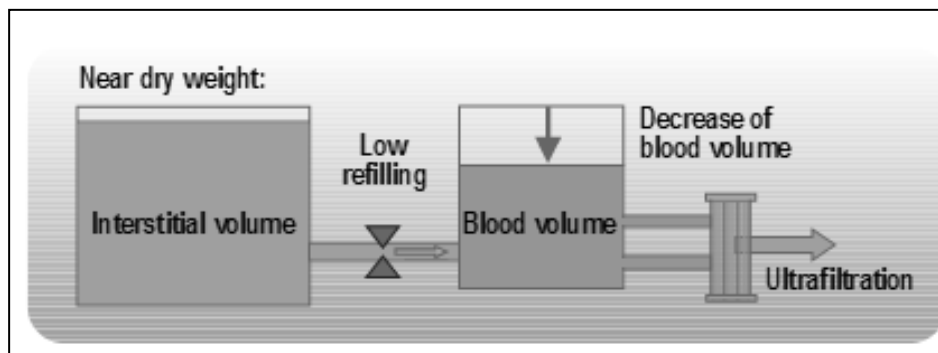 Near dry weight:
Low
refilling
Decrease of
blood volume
Interstitial volume
Blood volume
Ultrafiltration